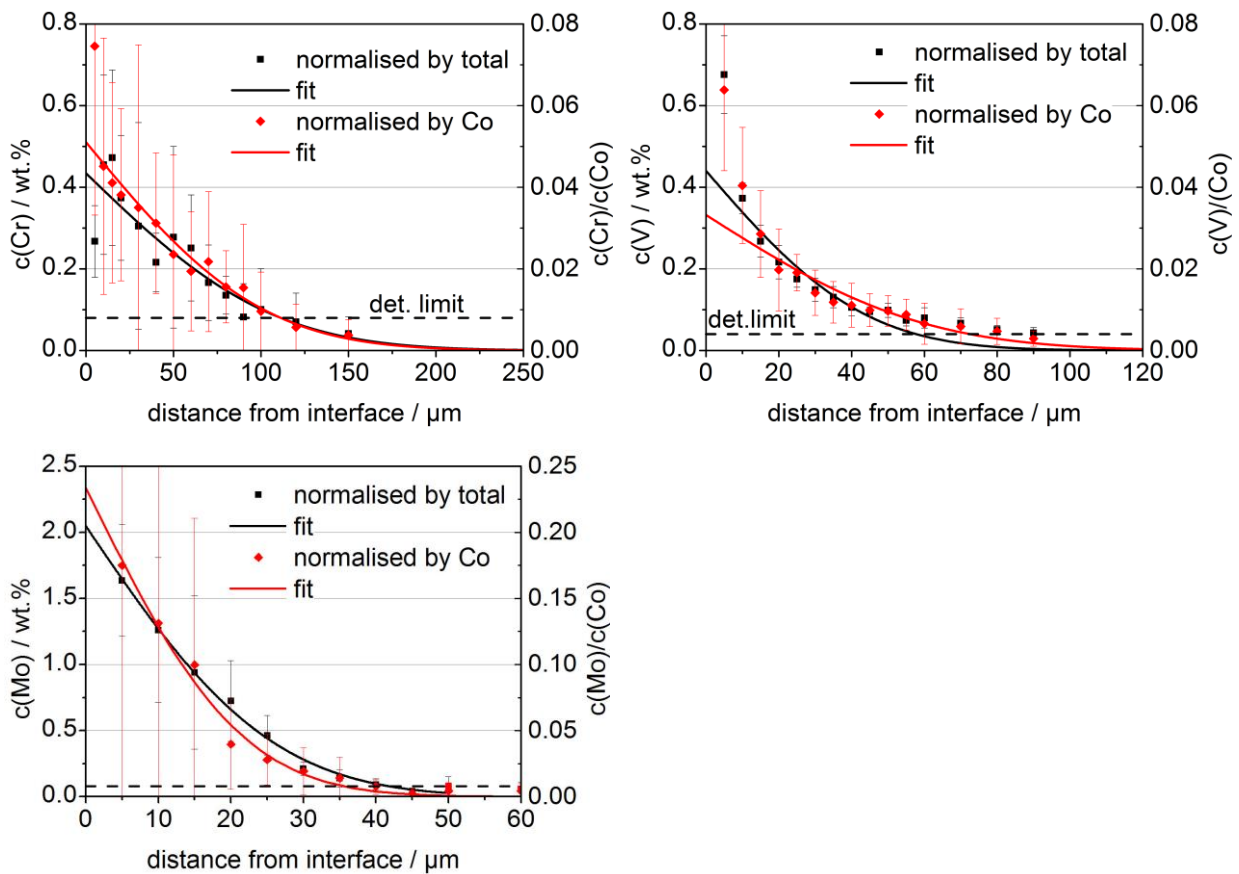 0.8
0.6
0.4
0.2
0.0
c(Cr) / wt.%
normalised by total
fit
normalised by Co
fit
det. limit
0.08
0.06
0.04
0.02
0.00
c(Cr)/c(Co)
0 50 100 150 200 250
distance from interface / µm
0.8
0.6
0.4
0.2
0.0
c(V) / wt.%
normalised by total
fit
normalised by Co
fit
det.limit
0.08
0.06
0.04
0.02
0.00
c(V)/(Co)
0 20 40 60 80 100 120
distance from interface / µm
2.5
2.0
1.5
1.0
0.5
0.0
c(Mo) / wt.%
normalised by total
fit
normalised by Co
fit
0.25
0.20
0.15
0.10
0.05
0.00
c(Mo)/c(Co)
0 10 20 30 40 50 60
distance from interface / µm